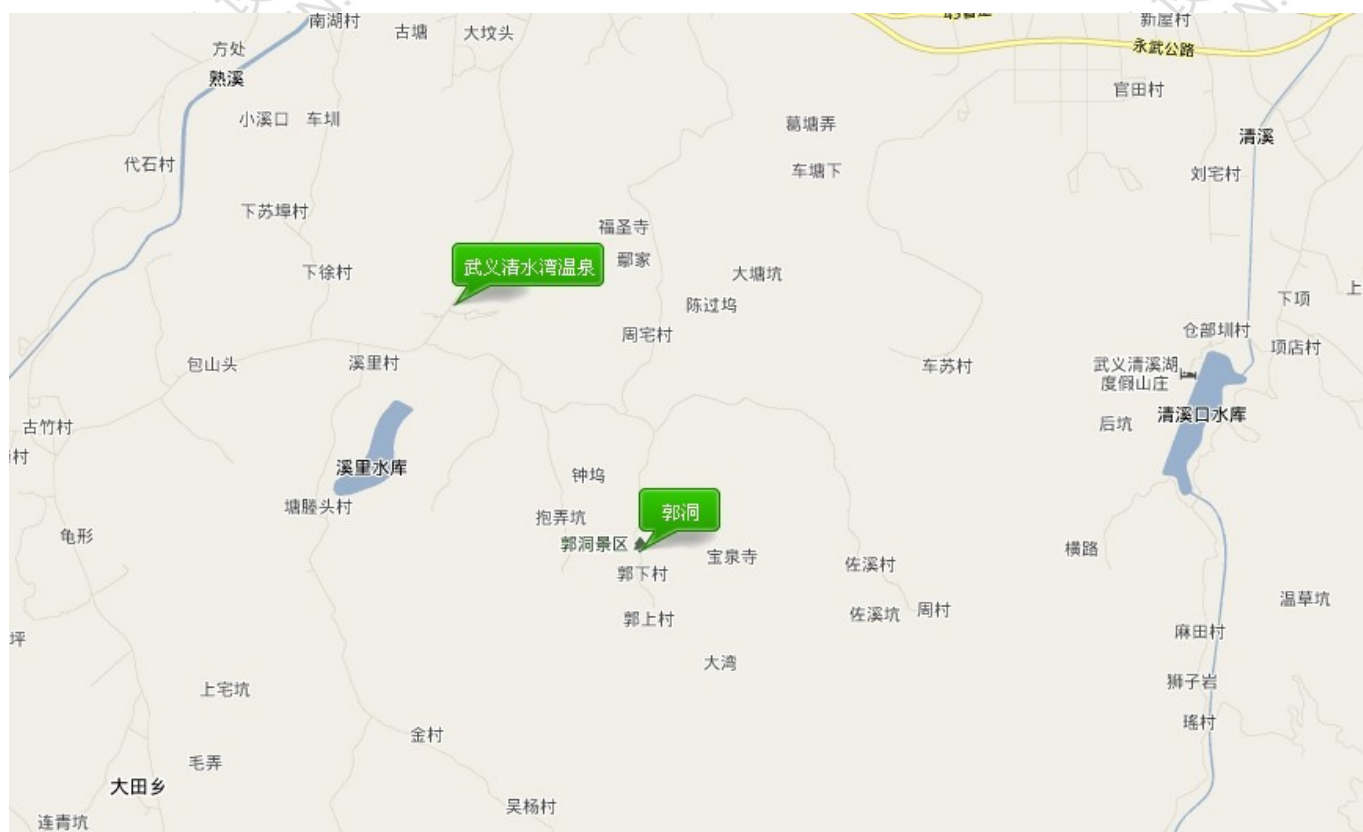 南湖村
古塘
大坟头
新屋村
方处
永武公路
熟溪
官田村
小溪口
车圳
葛塘弄
清溪
代石村
车塘下
刘宅村
下苏埠村
福圣寺
鄢家
武义清水湾温泉
下徐村
大塘坑
上
下项
陈过坞
周宅村
仓部圳村
项店村
包山头
溪里村
车苏村
武义清溪湖
度假山庄
清溪口水库
古竹村
后坑
村
溪里水库
钟坞
塘塍头村
郭洞
抱弄坑
龟形
郭洞景区
宝泉寺
横路
佐溪村
郭下村
温草坑
周村
佐溪坑
郭上村
坪
麻田村
大湾
狮子岩
上宅坑
瑤村
金村
毛弄
大田乡
吴杨村
连青坑